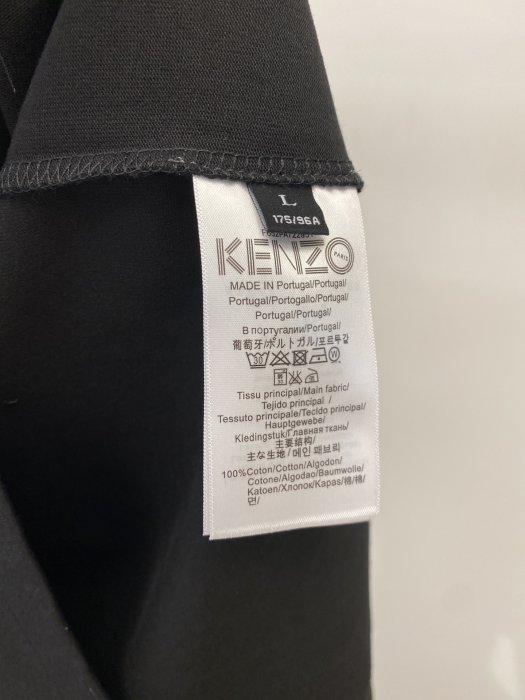 L
175/96A
KENZO
PARIS
MADE IN Portugal/Portugal/
Portugal/Portogallo/Portugal/
Portugal/Portugal/
В португалии/Portugal/
葡萄牙/ポルトガル/포르투갈/
30 W
Tissu principal/Main fabric/
Tejido principal /
Tessuto principale/Tecido principal/
Hauptgewebe/
Kledingstuk/Главная ткань/
主要结构/
主な生地/메인 패브릭/
100%Coton/Cotton/Algodon/
Cotone/Algodao/Baumwolle/
Katoen/Хлопок/Kapas/棉/棉/
면/